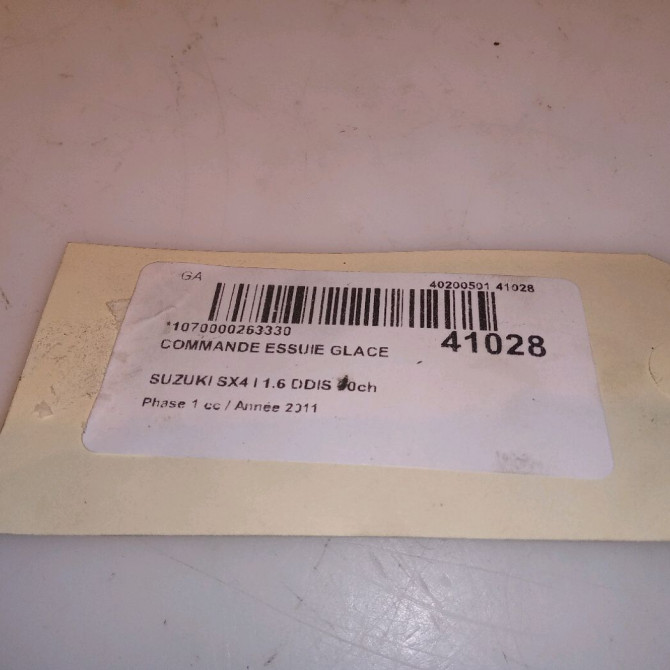 GA
40200501 41028
*1070000263330
41028
COMMANDE ESSUIE GLACE
SUZUKI SX4 I 1.6 DDIS
Phase 1 cc / Année 2011